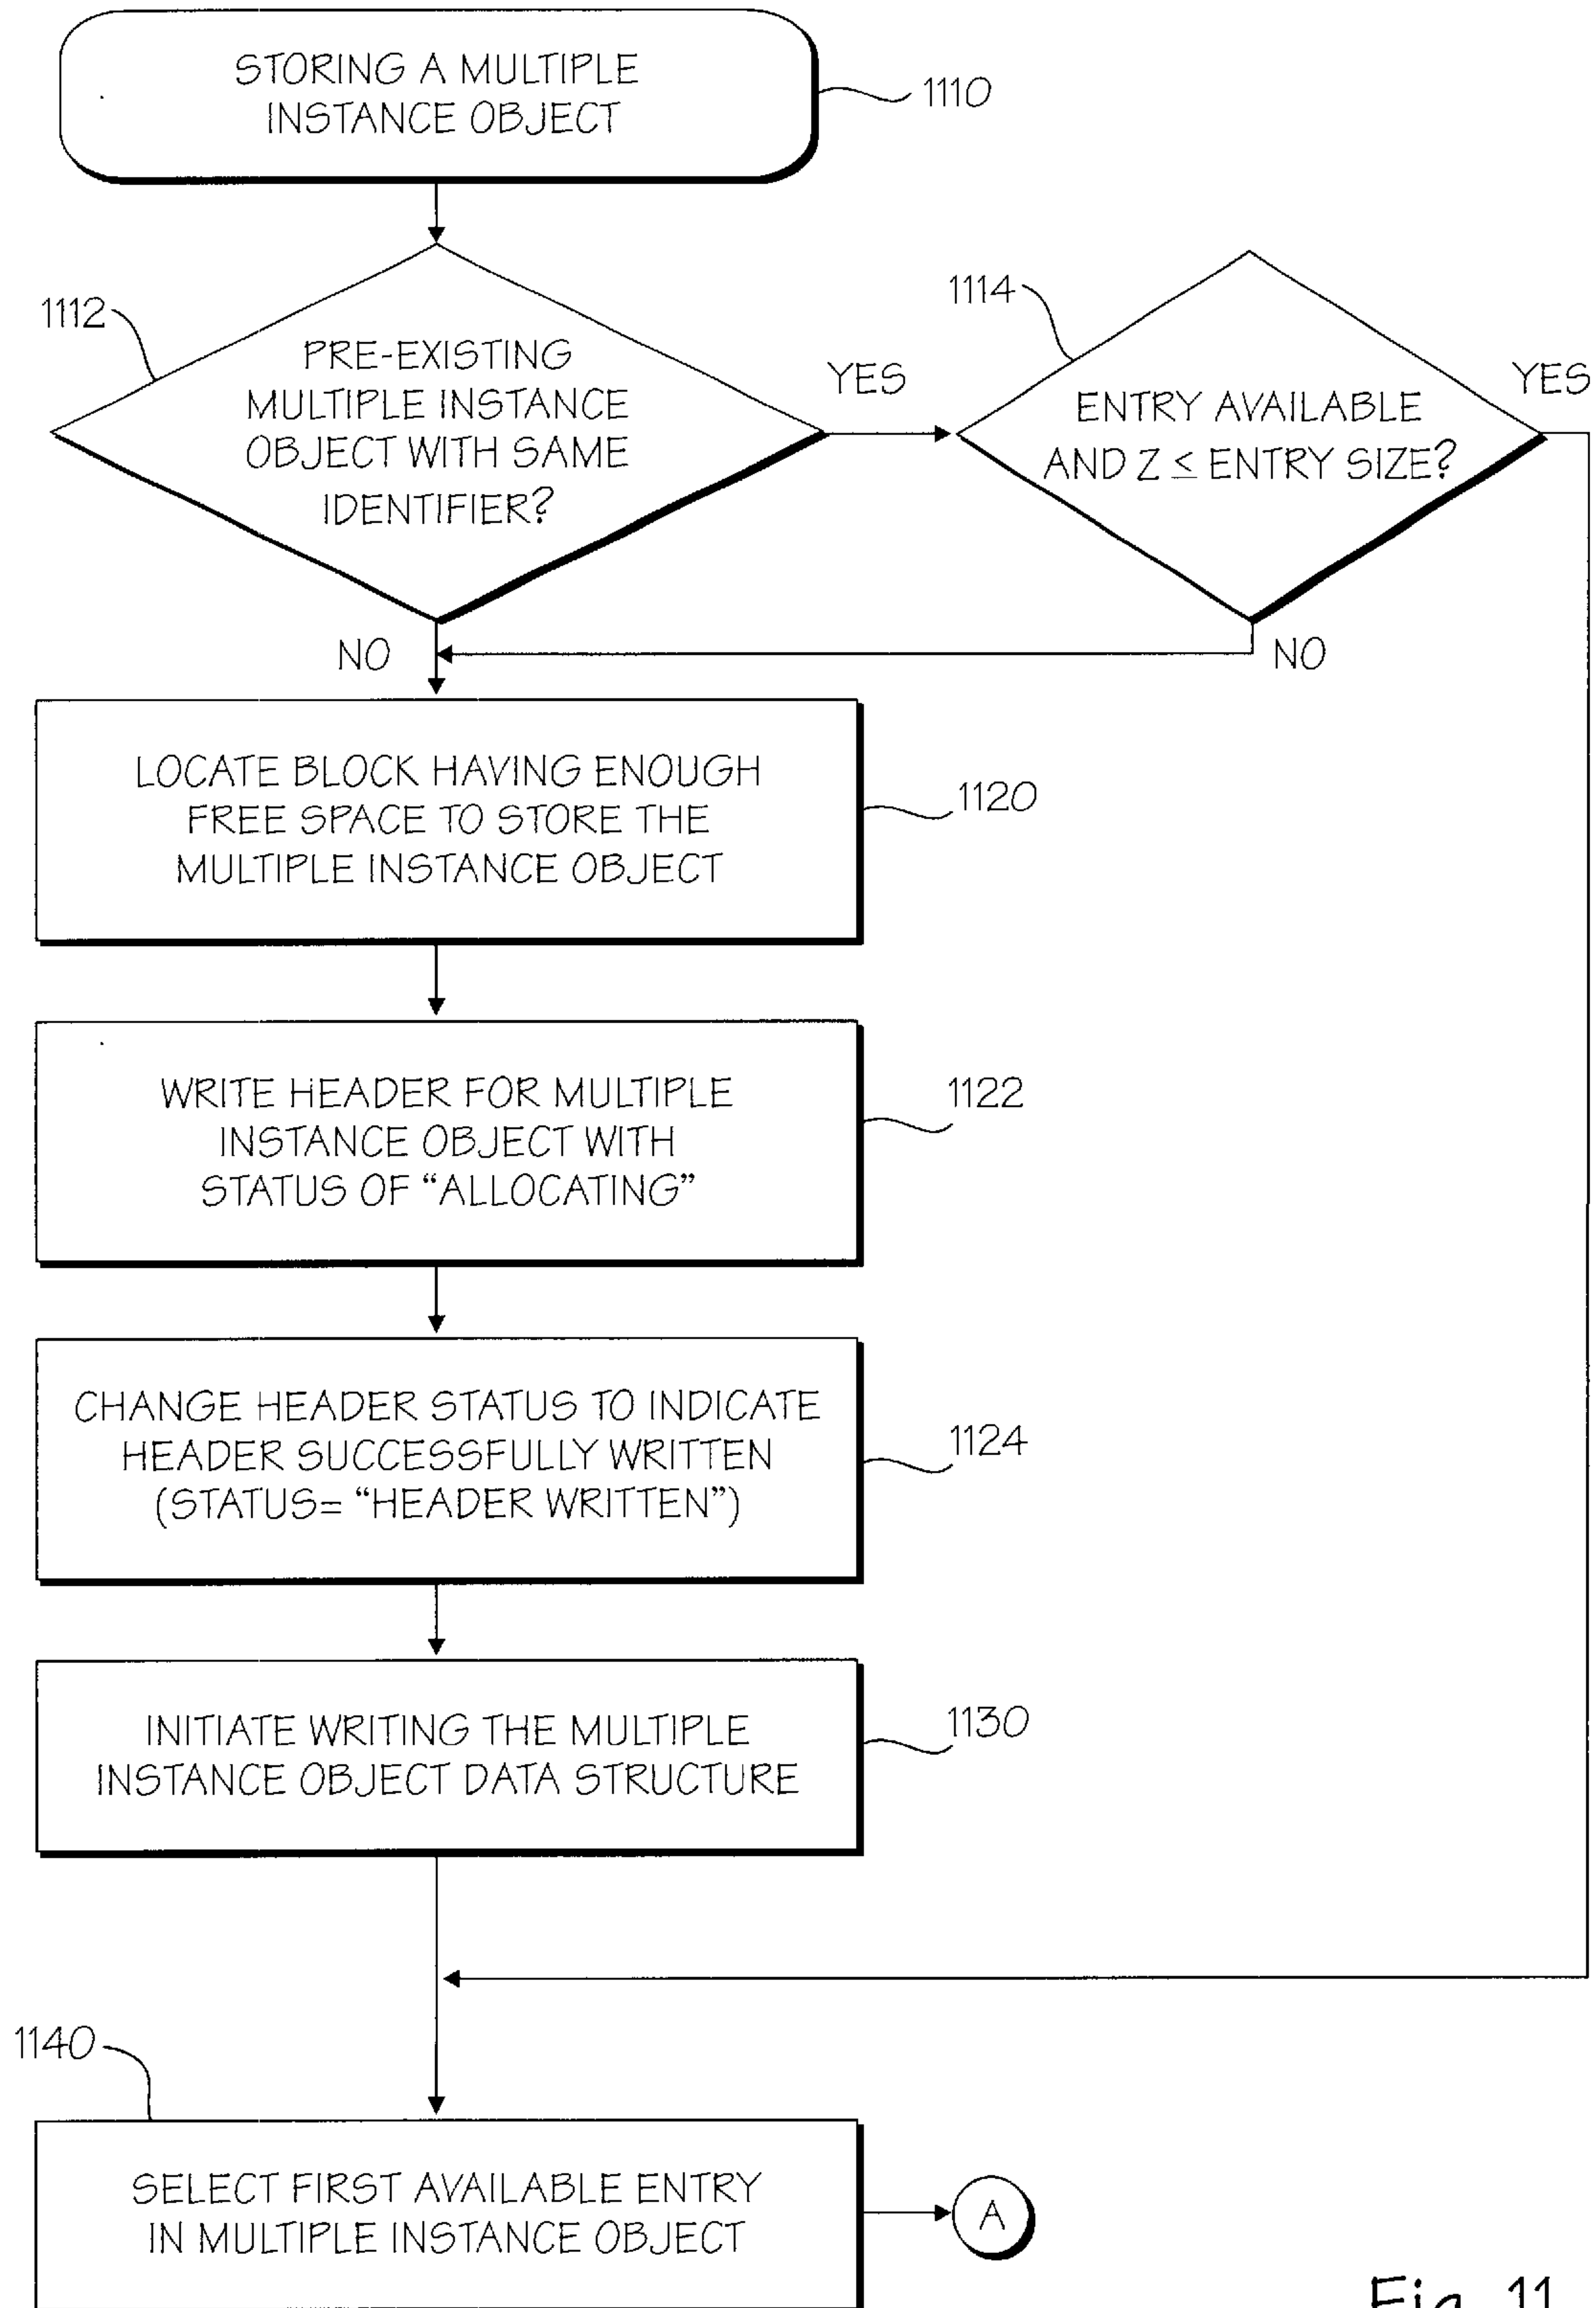 STORING A MULTIPLE
INSTANCE OBJECT
1110
1112
PRE-EXISTING
MULTIPLE INSTANCE
OBJECT WITH SAME
IDENTIFIER?
YES
1114
ENTRY AVAILABLE
AND Z ≤ ENTRY SIZE?
YES
NO
NO
LOCATE BLOCK HAVING ENOUGH
FREE SPACE TO STORE THE
MULTIPLE INSTANCE OBJECT
1120
WRITE HEADER FOR MULTIPLE
INSTANCE OBJECT WITH
STATUS OF “ALLOCATING”
1122
CHANGE HEADER STATUS TO INDICATE
HEADER SUCCESSFULLY WRITTEN
(STATUS= “HEADER WRITTEN”)
1124
INITIATE WRITING THE MULTIPLE
INSTANCE OBJECT DATA STRUCTURE
1130
1140
SELECT FIRST AVAILABLE ENTRY
IN MULTIPLE INSTANCE OBJECT
A
Fig. 11